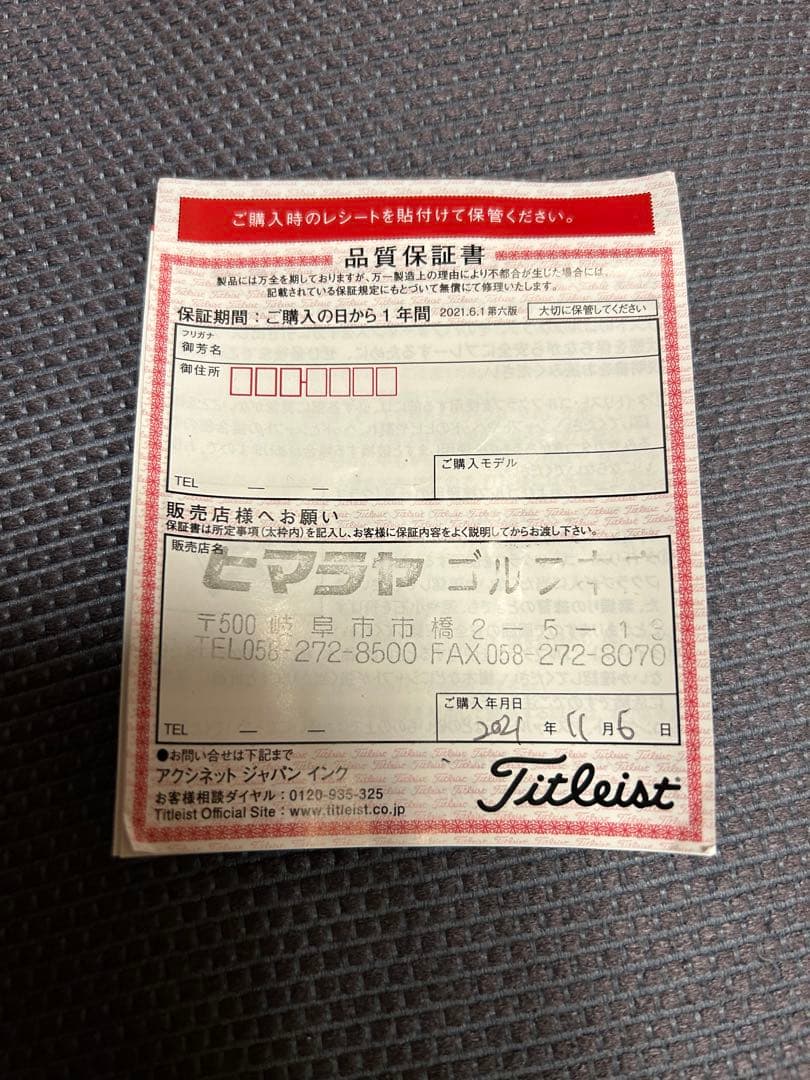 ご購入時のレシートを貼付けて保管ください。
品質保証書
製品には万全を期しておりますが、万一製造上の理由により不都合が生じた場合には、
記載されている保証規定にもとづいて無償にて修理いたします。
保証期間：ご購入の日から1年間 2021.6.1第六版 大切に保管してください
フリガナ
御芳名
御住所
TEL — —
ご購入モデル
販売店様へお願い
保証書は所定事項(太枠内)を記入し、お客様に保証内容をよく説明してからお渡し下さい。
販売店名
ヒマラヤ ゴルフ
〒500 岐阜市市橋2-5-13
TEL058-272-8500 FAX058-272-8070
ご購入年月日
TEL — —
2021 年 11 月 6 日
●お問い合せは下記まで
アクシネット ジャパン インク
お客様相談ダイヤル：0120-935-325
Titleist Official Site：www.titleist.co.jp
Titleist